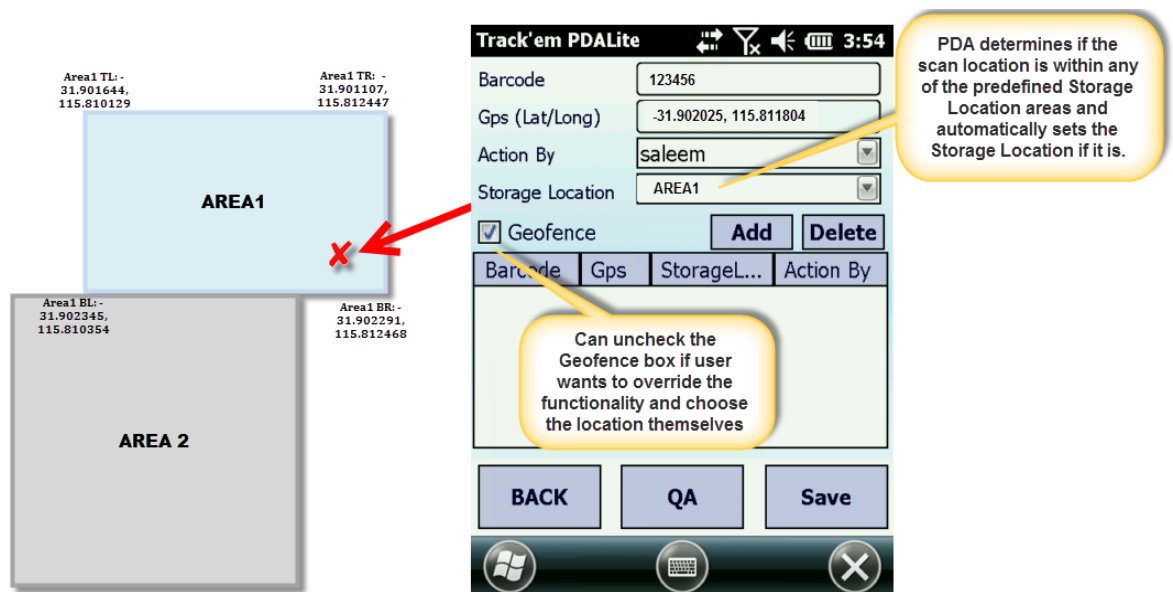 Area1 TL: -
31.901644,
115.810129
Area1 TR:  -
31.901107,
115.812447
AREA1
Area1 BL: -
31.902345,
115.810354
Area1 BR: -
31.902291,
115.812468
AREA 2
Track'em PDALite
3:54
Barcode
123456
Gps (Lat/Long)
-31.902025, 115.811804
Action By
saleem
Storage Location
AREA1
Geofence
Add
Delete
Barcode
Gps
StorageL...
Action By
BACK
QA
Save
PDA determines if the
scan location is within any
of the predefined Storage
Location areas and
automatically sets the
Storage Location if it is.
Can uncheck the
Geofence box if user
wants to override the
functionality and choose
the location themselves